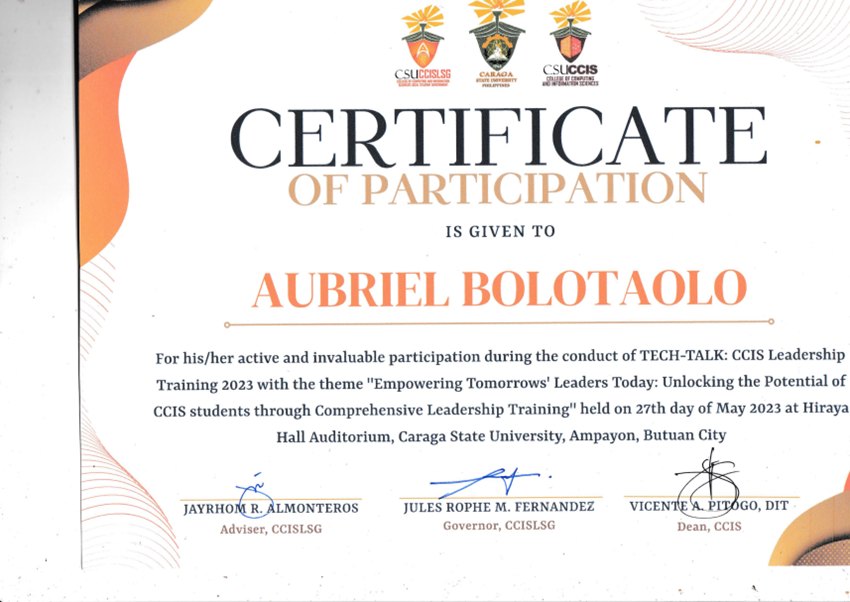 CSUCCISLSG
CARAGA
STATE UNIVERSITY
PHILIPPINES
CSUCCIS
COLLEGE OF COMPUTING
AND INFORMATION SCIENCES
CERTIFICATE
OF PARTICIPATION
IS GIVEN TO
AUBRIEL BOLOTAOLO
For his/her active and invaluable participation during the conduct of TECH-TALK: CCIS Leadership
Training 2023 with the theme "Empowering Tomorrows' Leaders Today: Unlocking the Potential of
CCIS students through Comprehensive Leadership Training" held on 27th day of May 2023 at Hiraya
Hall Auditorium, Caraga State University, Ampayon, Butuan City
JAYRHOM R. ALMONTEROS
Adviser, CCISLSG
JULES ROPHE M. FERNANDEZ
Governor, CCISLSG
VICENTE A. PITOGO, DIT
Dean, CCIS